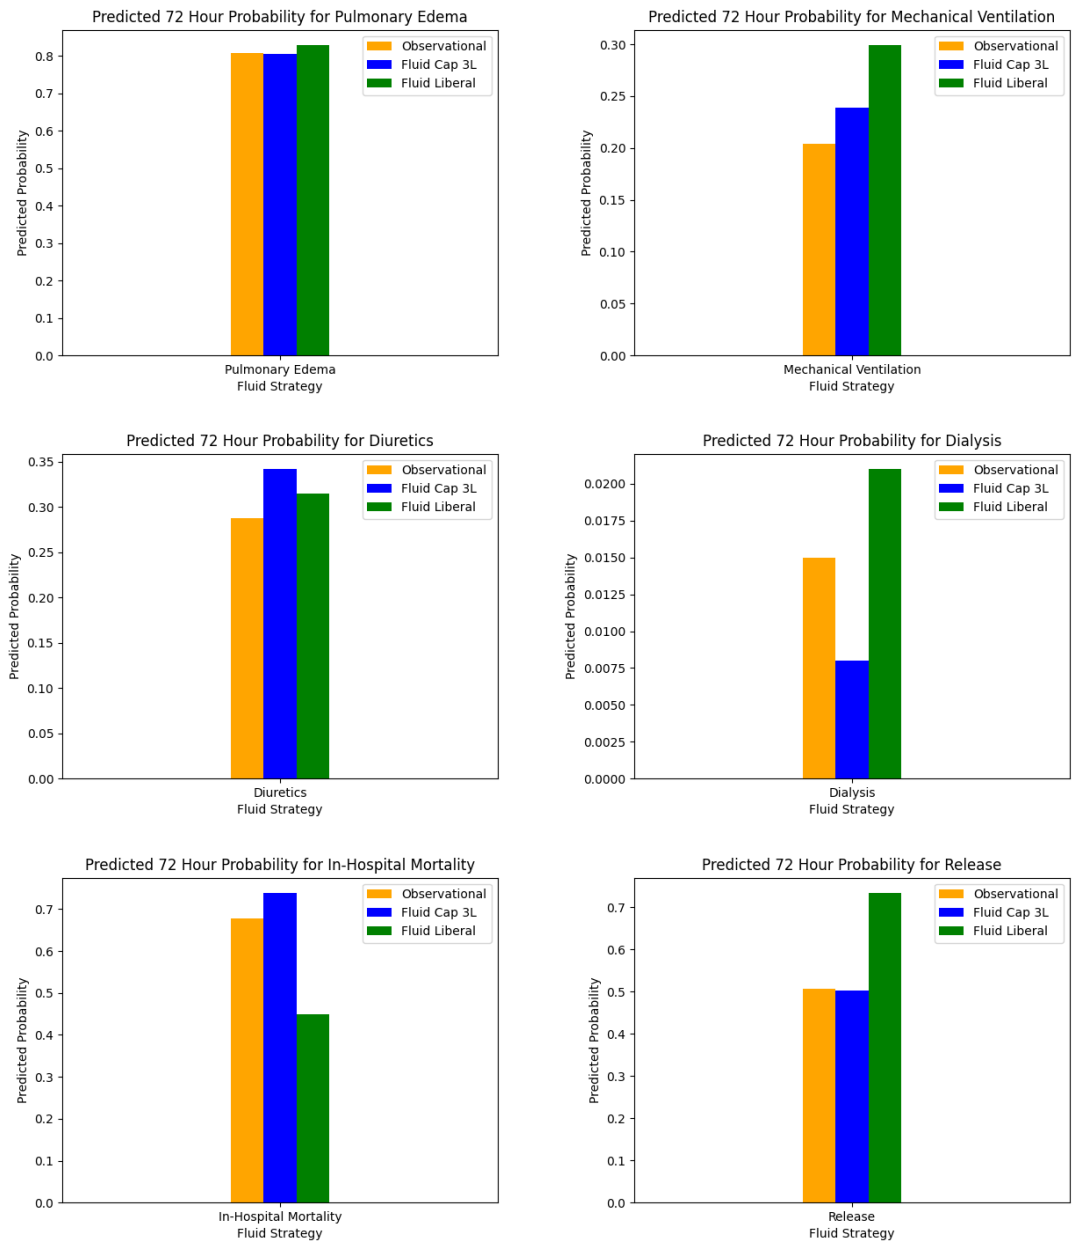 Predicted 72 Hour Probability for Pulmonary Edema
Observational
Fluid Cap 3L
Fluid Liberal
Predicted Probability
0.8
0.7
0.6
0.5
0.4
0.3
0.2
0.1
0.0
Pulmonary Edema
Fluid Strategy
Predicted 72 Hour Probability for Mechanical Ventilation
Observational
Fluid Cap 3L
Fluid Liberal
Predicted Probability
0.30
0.25
0.20
0.15
0.10
0.05
0.00
Mechanical Ventilation
Fluid Strategy
Predicted 72 Hour Probability for Diuretics
Observational
Fluid Cap 3L
Fluid Liberal
Predicted Probability
0.35
0.30
0.25
0.20
0.15
0.10
0.05
0.00
Diuretics
Fluid Strategy
Predicted 72 Hour Probability for Dialysis
Observational
Fluid Cap 3L
Fluid Liberal
Predicted Probability
0.0200
0.0175
0.0150
0.0125
0.0100
0.0075
0.0050
0.0025
0.0000
Dialysis
Fluid Strategy
Predicted 72 Hour Probability for In-Hospital Mortality
Observational
Fluid Cap 3L
Fluid Liberal
Predicted Probability
0.7
0.6
0.5
0.4
0.3
0.2
0.1
0.0
In-Hospital Mortality
Fluid Strategy
Predicted 72 Hour Probability for Release
Observational
Fluid Cap 3L
Fluid Liberal
Predicted Probability
0.7
0.6
0.5
0.4
0.3
0.2
0.1
0.0
Release
Fluid Strategy